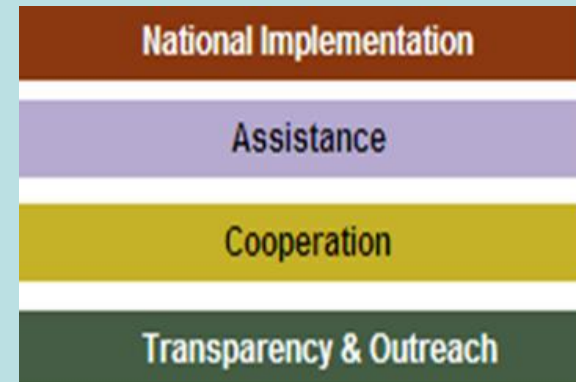 National Implementation
Assistance
Cooperation
Transparency & Outreach